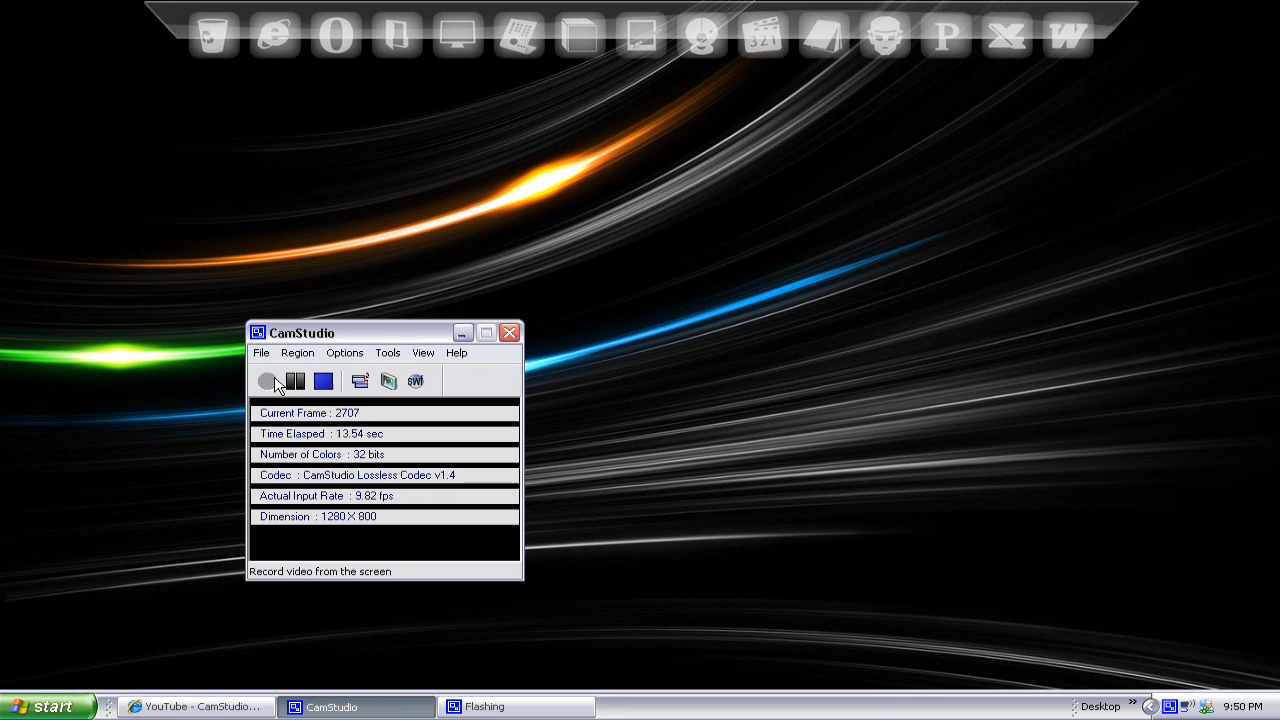 321
P
W
CamStudio
File Region Options Tools View Help
SWF
Current Frame : 2707
Time Elasped : 13.54 sec
Number of Colors : 32 bits
Codec : CamStudio Lossless Codec v1.4
Actual Input Rate : 9.82 fps
Dimension : 1280 X 800
Record video from the screen
start
YouTube - CamStudio...
CamStudio
Flashing
Desktop
9:50 PM